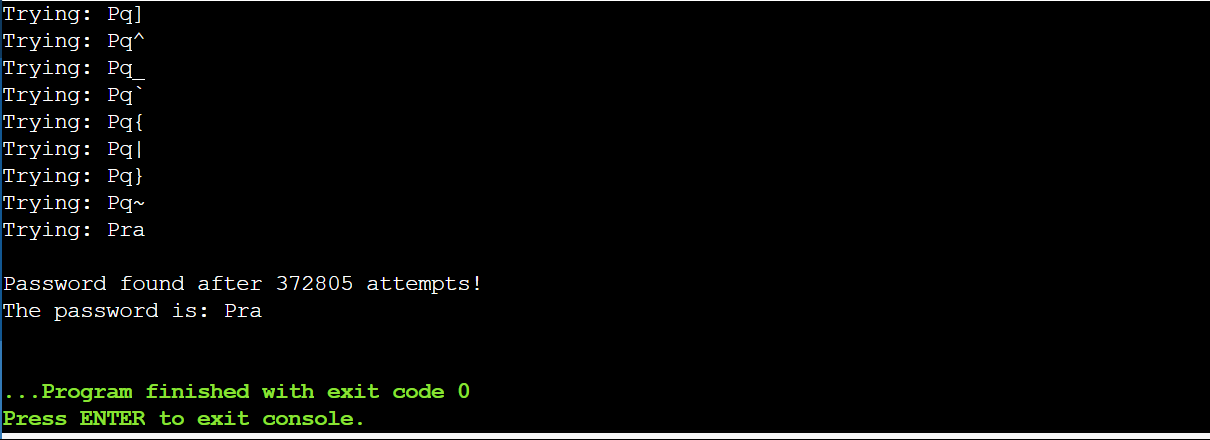 Trying: Pq]
Trying: Pq^
Trying: Pq_
Trying: Pq`
Trying: Pq{
Trying: Pq|
Trying: Pq}
Trying: Pq~
Trying: Pra
Password found after 372805 attempts!
The password is: Pra
...Program finished with exit code 0
Press ENTER to exit console.